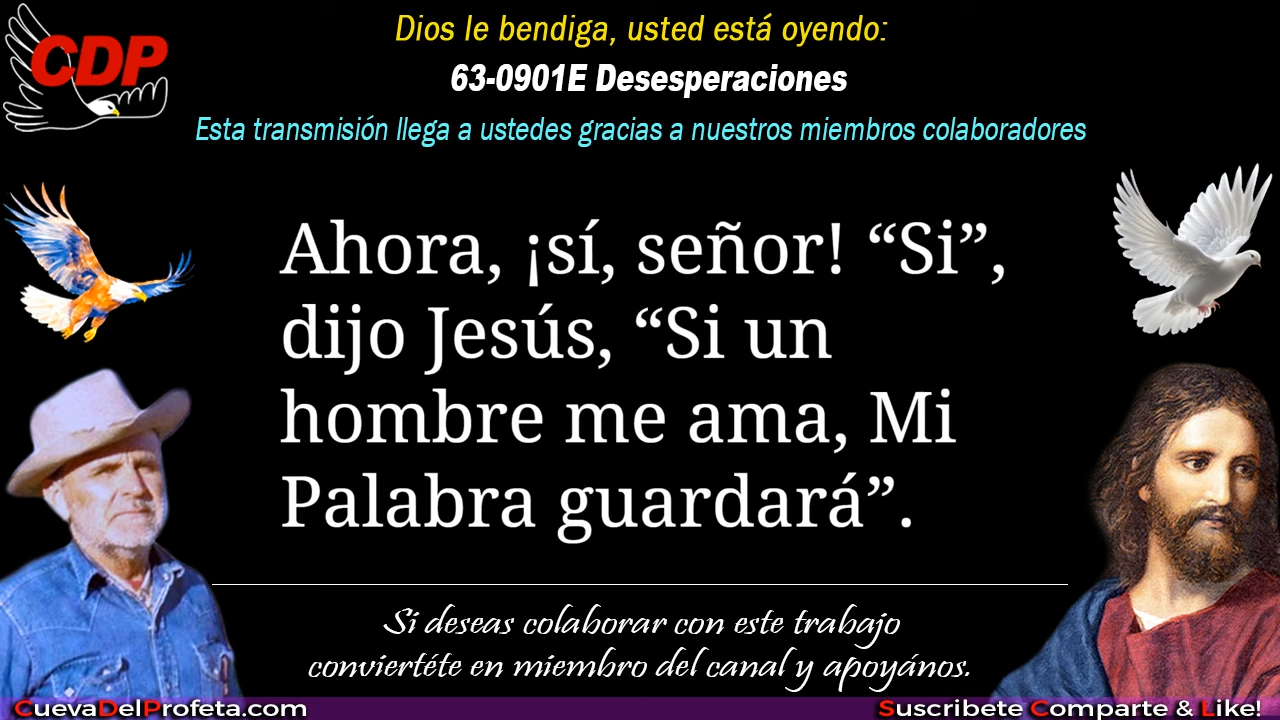 CDP
Dios le bendiga, usted está oyendo:
63-0901E Desesperaciones
Esta transmisión llega a ustedes gracias a nuestros miembros colaboradores
Ahora, ¡sí, señor! “Si”,
dijo Jesús, “Si un
hombre me ama, Mi
Palabra guardará”.
Si deseas colaborar con este trabajo
conviertéte en miembro del canal y apoyános.
CuevaDelProfeta.com
Suscribete Comparte & Like!